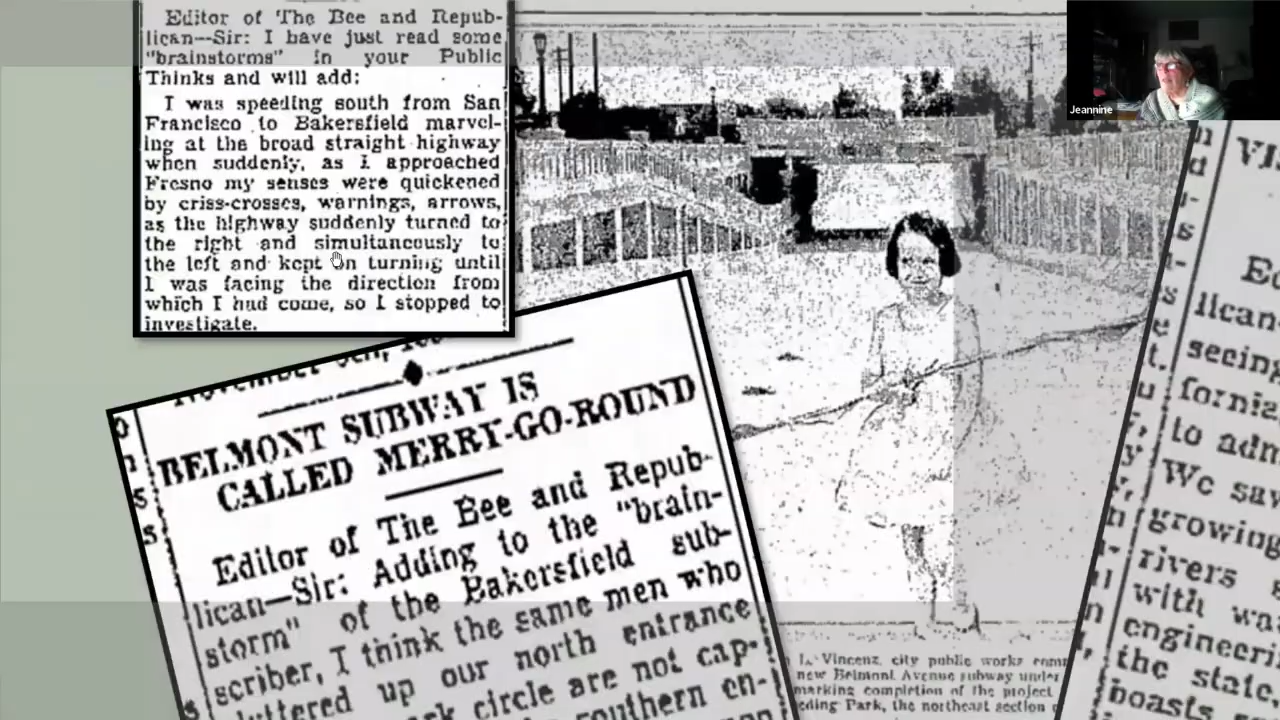 Editor of The Bee and Repub-
lican—Sir: I have just read some
"brainstorms" in your Public
Thinks and will add:
I was speeding south from San
Francisco to Bakersfield marvel-
ing at the broad straight highway
when suddenly, as I approached
Fresno my senses were quickened
by criss-crosses, warnings, arrows,
as the highway suddenly turned to
the right and simultaneously to
the left and kept on turning until
I was facing the direction from
which I had come, so I stopped to
investigate.
BELMONT SUBWAY IS
CALLED MERRY-GO-ROUND
Editor of The Bee and Repub-
lican—Sir: Adding to the "brain-
storm" of the Bakersfield sub-
scriber, I think the same men who
up our north entrance
circle are not cap-
southern en-
L. Vincenz, city public works
new Belmont Avenue subway under
marking completion of the project
Park, the northeast section
Jeannine
lican
seeing
fornia
to adm
We saw
growing
rivers
with wa
engineeri
the state,
boasts